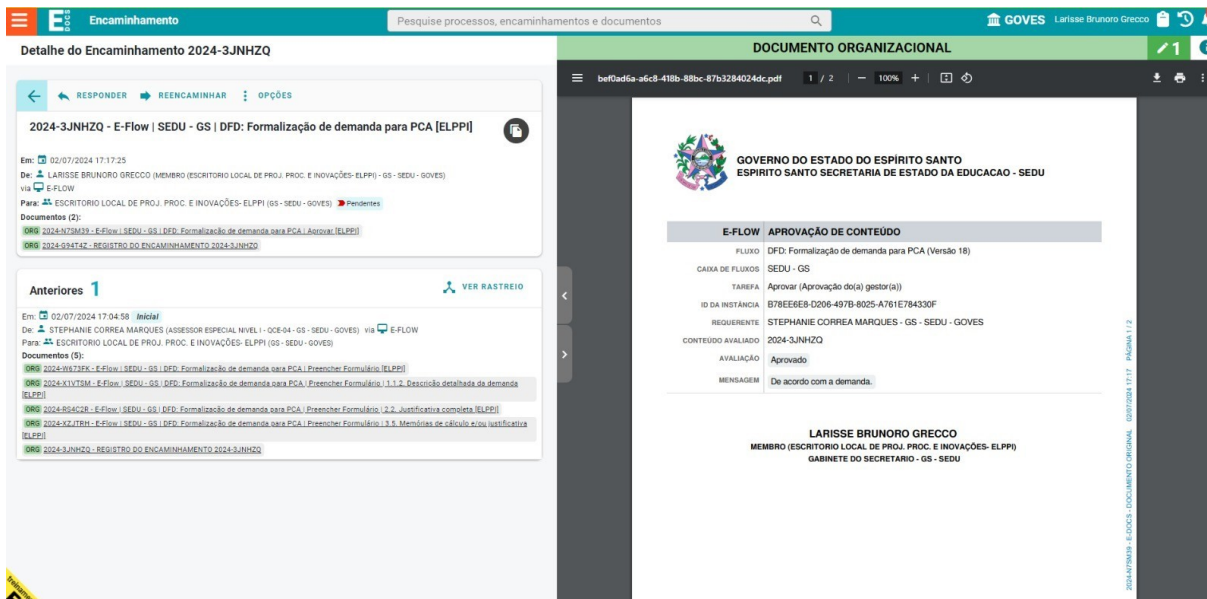 E DOCS Encaminhamento
Pesquise processos, encaminhamentos e documentos
GOVES Larisse Brunoro Grecco
Detalhe do Encaminhamento 2024-3JNHZQ
RESPONDER REENCAMINHAR OPÇÕES
2024-3JNHZQ - E-Flow | SEDU - GS | DFD: Formalização de demanda para PCA [ELPPI]
Em: 02/07/2024 17:17:25
De: LARISSE BRUNORO GRECCO (MEMBRO (ESCRITORIO LOCAL DE PROJ. PROC. E INOVAÇÕES- ELPPI) - GS - SEDU - GOVES)
via E-FLOW
Para: ESCRITORIO LOCAL DE PROJ. PROC. E INOVAÇÕES- ELPPI (GS - SEDU - GOVES) Pendentes
Documentos (2):
ORG 2024-N7SM39 - E-Flow | SEDU - GS | DFD: Formalização de demanda para PCA | Aprovar [ELPPI]
ORG 2024-G94T4Z - REGISTRO DO ENCAMINHAMENTO 2024-3JNHZQ
Anteriores 1
VER RASTREIO
Em: 02/07/2024 17:04:58 Inicial
De: STEPHANIE CORREA MARQUES (ASSESSOR ESPECIAL NIVEL I - QCE-04 - GS - SEDU - GOVES) via E-FLOW
Para: ESCRITORIO LOCAL DE PROJ. PROC. E INOVAÇÕES- ELPPI (GS - SEDU - GOVES)
Documentos (5):
ORG 2024-W673FK - E-Flow | SEDU - GS | DFD: Formalização de demanda para PCA | Preencher Formulário [ELPPI]
ORG 2024-X1VTSM - E-Flow | SEDU - GS | DFD: Formalização de demanda para PCA | Preencher Formulário | 1.1.2. Descrição detalhada da demanda
[ELPPI]
ORG 2024-RS4C2R - E-Flow | SEDU - GS | DFD: Formalização de demanda para PCA | Preencher Formulário | 2.2. Justificativa completa [ELPPI]
ORG 2024-XZJTRH - E-Flow | SEDU - GS | DFD: Formalização de demanda para PCA | Preencher Formulário | 3.5. Memórias de cálculo e/ou justificativa
[ELPPI]
ORG 2024-3JNHZQ - REGISTRO DO ENCAMINHAMENTO 2024-3JNHZQ
DOCUMENTO ORGANIZACIONAL
1
bef0ad6a-a6c8-418b-88bc-87b3284024dc.pdf 1 / 2 100%
GOVERNO DO ESTADO DO ESPÍRITO SANTO
ESPIRITO SANTO SECRETARIA DE ESTADO DA EDUCACAO - SEDU
E-FLOW APROVAÇÃO DE CONTEÚDO
FLUXO DFD: Formalização de demanda para PCA (Versão 18)
CAIXA DE FLUXOS SEDU - GS
TAREFA Aprovar (Aprovação do(a) gestor(a))
ID DA INSTÂNCIA B78EE6E8-D206-497B-8025-A761E784330F
REQUERENTE STEPHANIE CORREA MARQUES - GS - SEDU - GOVES
CONTEÚDO AVALIADO 2024-3JNHZQ
AVALIAÇÃO Aprovado
MENSAGEM De acordo com a demanda.
LARISSE BRUNORO GRECCO
MEMBRO (ESCRITORIO LOCAL DE PROJ. PROC. E INOVAÇÕES- ELPPI)
GABINETE DO SECRETARIO - GS - SEDU
2024-N7SM39 - E-DOCS - DOCUMENTO ORIGINAL 02/07/2024 17:17 PÁGINA 1 / 2